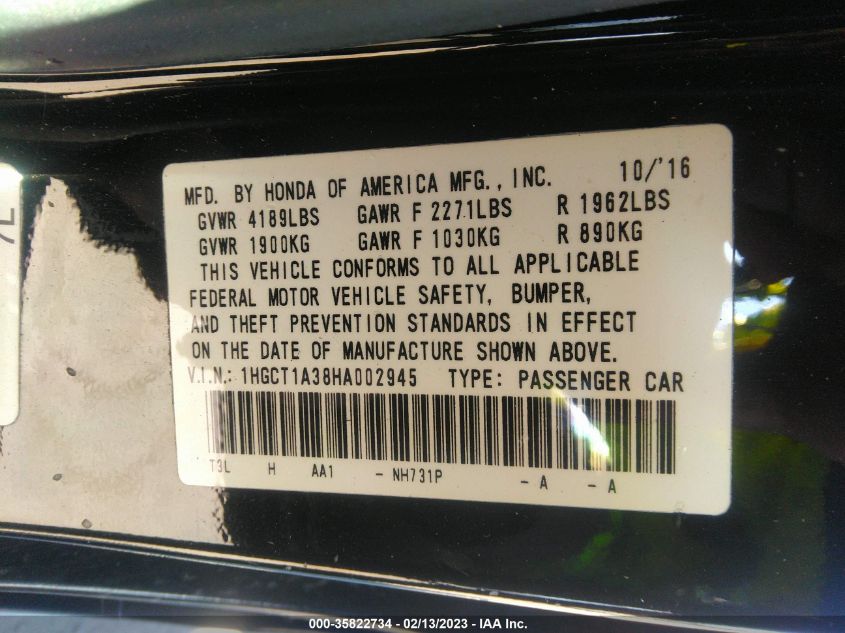 MFD. BY HONDA OF AMERICA MFG., INC. 10/'16
GVWR 4189LBS GAWR F 2271LBS R 1962LBS
GVWR 1900KG GAWR F 1030KG R 890KG
THIS VEHICLE CONFORMS TO ALL APPLICABLE
FEDERAL MOTOR VEHICLE SAFETY, BUMPER,
AND THEFT PREVENTION STANDARDS IN EFFECT
ON THE DATE OF MANUFACTURE SHOWN ABOVE.
V.I.N.: 1HGCT1A38HA002945 TYPE: PASSENGER CAR
T3L H AA1 - NH731P - A - A
000-35822734 - 02/13/2023 - IAA Inc.